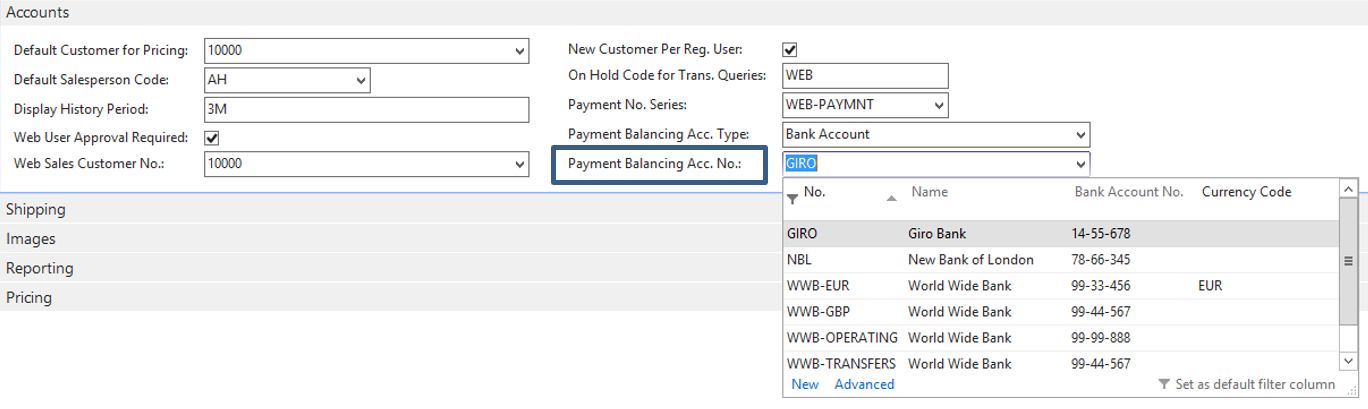 Accounts
Default Customer for Pricing: 10000
Default Salesperson Code: AH
Display History Period: 3M
Web User Approval Required:
Web Sales Customer No.: 10000
New Customer Per Reg. User:
On Hold Code for Trans. Queries: WEB
Payment No. Series: WEB-PAYMNT
Payment Balancing Acc. Type: Bank Account
Payment Balancing Acc. No.: GIRO
No. Name Bank Account No. Currency Code
GIRO Giro Bank 14-55-678
NBL New Bank of London 78-66-345
WWB-EUR World Wide Bank 99-33-456 EUR
WWB-GBP World Wide Bank 99-44-567
WWB-OPERATING World Wide Bank 99-99-888
WWB-TRANSFERS World Wide Bank 99-44-567
New Advanced Set as default filter column
Shipping
Images
Reporting
Pricing